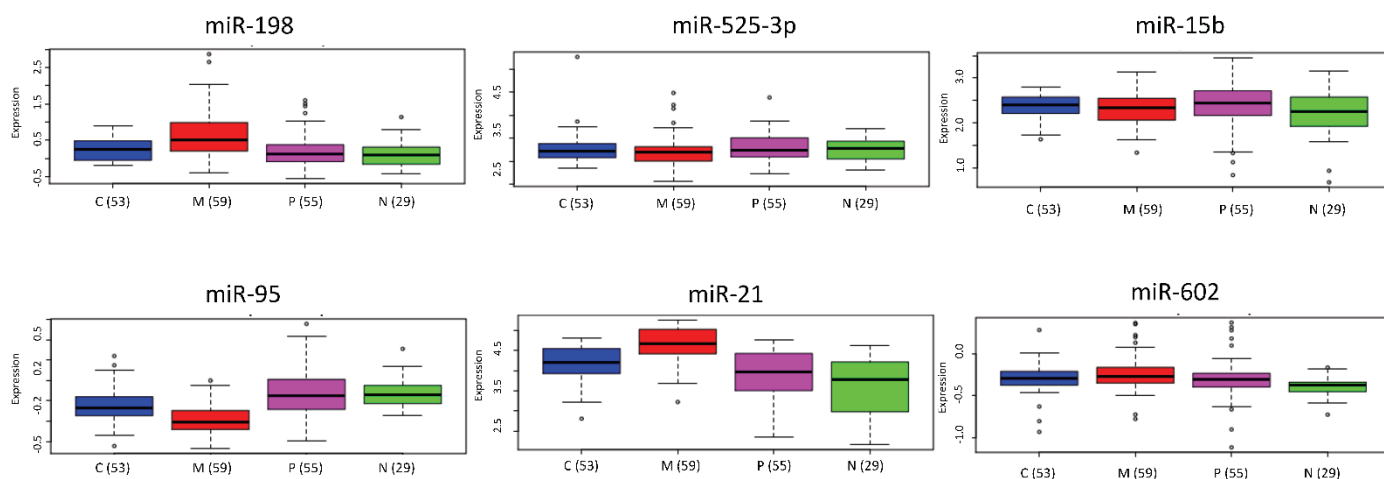 miR-198
miR-525-3p
miR-15b
Expression
2.5
1.5
0.5
-0.5
C (53)
M (59)
P (55)
N (29)
Expression
4.5
3.5
2.5
C (53)
M (59)
P (55)
N (29)
Expression
3.0
2.0
1.0
C (53)
M (59)
P (55)
N (29)
miR-95
miR-21
miR-602
Expression
0.5
0.2
-0.2
-0.5
C (53)
M (59)
P (55)
N (29)
Expression
4.5
3.5
2.5
C (53)
M (59)
P (55)
N (29)
Expression
0.0
-0.5
-1.0
C (53)
M (59)
P (55)
N (29)